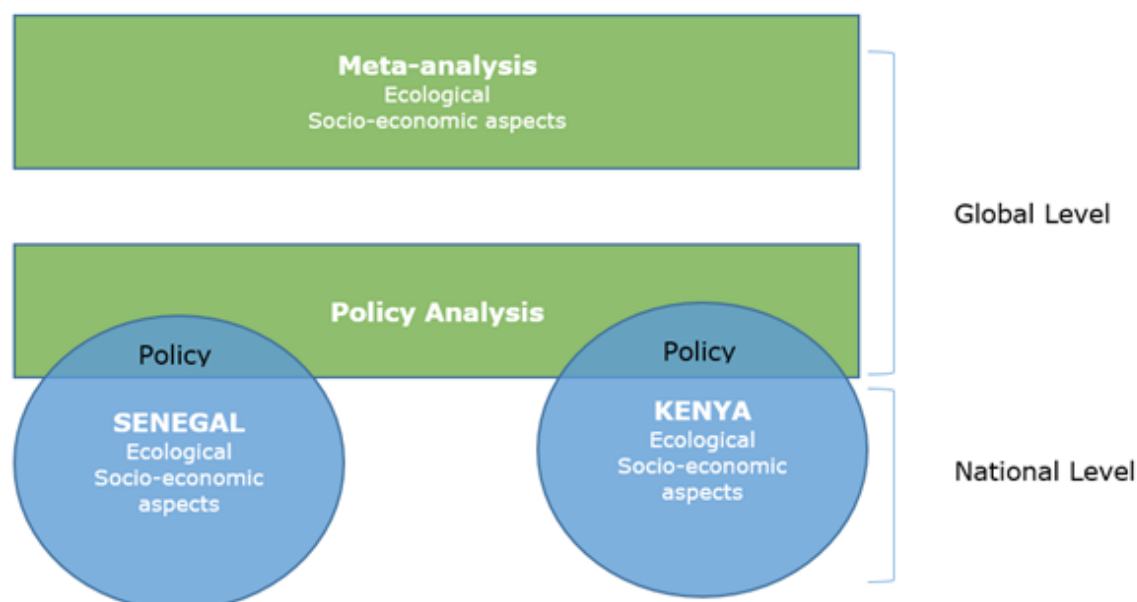 Meta-analysis
Ecological
Socio-economic aspects
Global Level
Policy Analysis
Policy
SENEGAL
Ecological
Socio-economic
aspects
Policy
KENYA
Ecological
Socio-economic
aspects
National Level